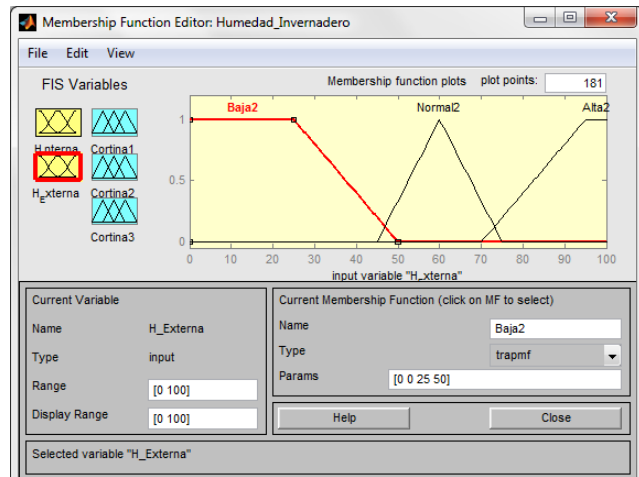 Membership Function Editor: Humedad_Invernadero
File Edit View
FIS Variables
Membership function plots plot points: 181
Baja2 Normal2 Alta2
1
0.5
0
0 10 20 30 40 50 60 70 80 90 100
input variable "H_Externa"
Cortina1
H_Externa Cortina2
Cortina3
Current Variable
Name H_Externa
Type input
Range [0 100]
Display Range [0 100]
Current Membership Function (click on MF to select)
Name Baja2
Type trapmf
Params [0 0 25 50]
Help Close
Selected variable "H_Externa"